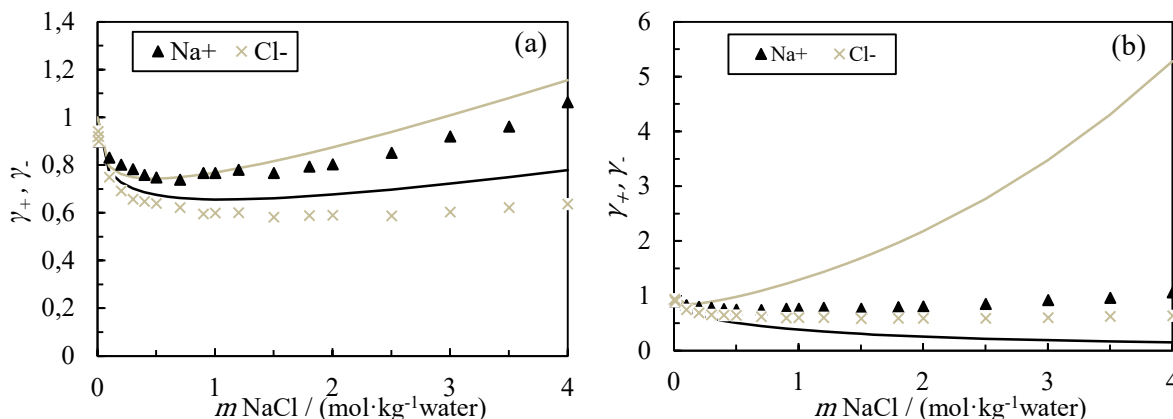 1,4
1,2
1
0,8
0,6
0,4
0,2
0
γ+, γ-
Na+ Cl-
(a)
0 1 2 3 4
m NaCl / (mol·kg-1water)
6
5
4
3
2
1
0
γ+, γ-
Na+ Cl-
(b)
0 1 2 3 4
m NaCl / (mol·kg-1water)